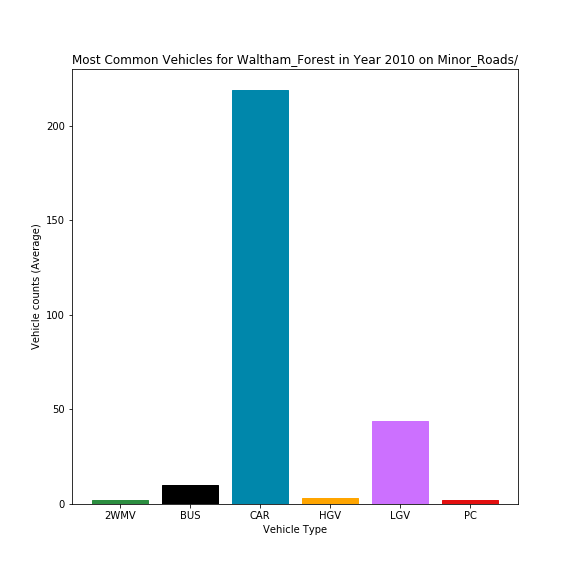 Most Common Vehicles for Waltham_Forest in Year 2010 on Minor_Roads/
200
150
100
50
0
Vehicle counts (Average)
2WMV BUS CAR HGV LGV PC
Vehicle Type